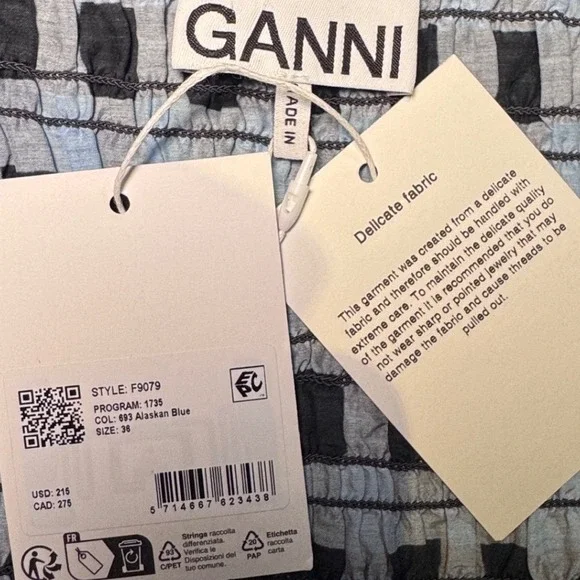 GANNI
MADE IN
Delicate fabric
This garment was created from a delicate
fabric and therefore should be handled with
extreme care. To maintain the delicate quality
of the garment it is recommended that you do
not wear sharp or pointed jewelry that may
damage the fabric and cause threads to be
pulled out.
STYLE: F9079
PROGRAM: 1735
COL: 693 Alaskan Blue
SIZE: 36
EPC
USD: 215
CAD: 275
5 714667 623438
FR
93
C/PET
Stringa raccolta
differenziata.
Verifica le
Disposizioni del
tuo comune.
20
PAP
Etichetta
raccolta
carta